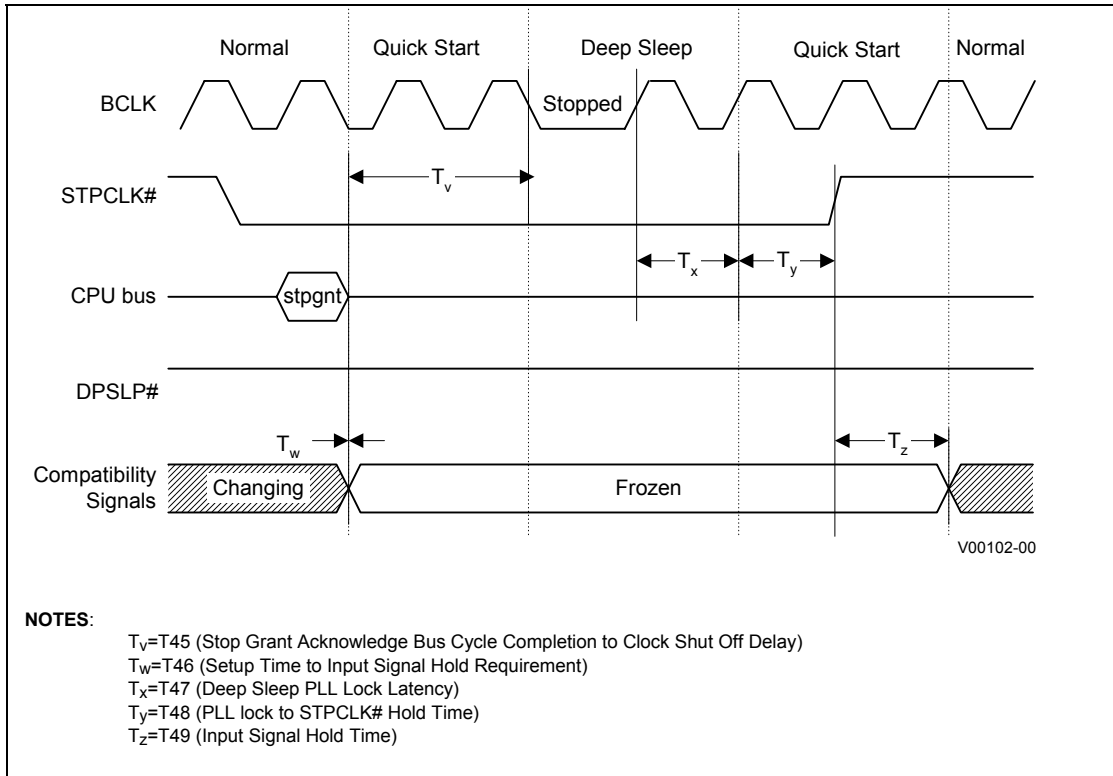 Normal Quick Start Deep Sleep Quick Start Normal
BCLK
Stopped
STPCLK#
Tv
Tx Ty
CPU bus
stpgnt
DPSLP#
Tw
Tz
Compatibility
Signals
Changing
Frozen
V00102-00
NOTES:
TV=T45 (Stop Grant Acknowledge Bus Cycle Completion to Clock Shut Off Delay)
TW=T46 (Setup Time to Input Signal Hold Requirement)
TX=T47 (Deep Sleep PLL Lock Latency)
Ty=T48 (PLL lock to STPCLK# Hold Time)
TZ=T49 (Input Signal Hold Time)